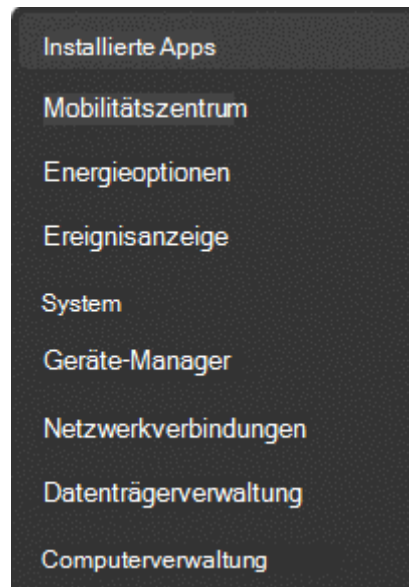 Installierte Apps
Mobilitätszentrum
Energieoptionen
Ereignisanzeige
System
Geräte-Manager
Netzwerkverbindungen
Datenträgerverwaltung
Computerverwaltung